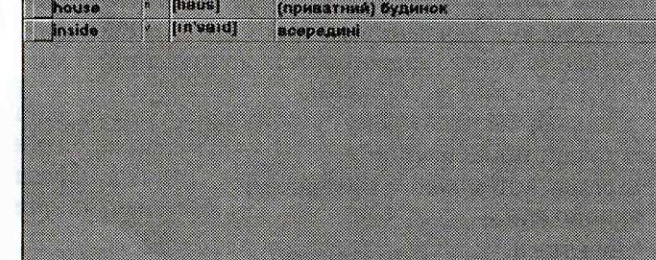 house n [haus] (приватний) будинок
inside [ɪn'saɪd] всередині